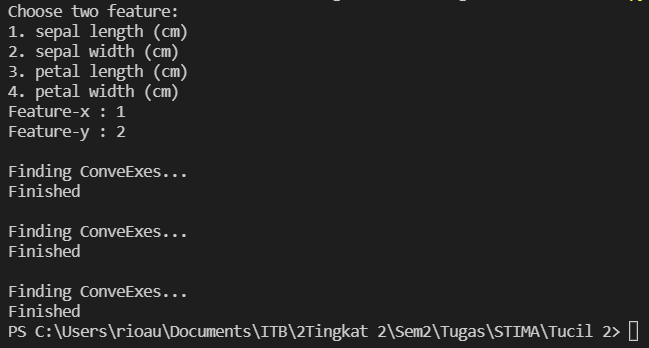 Choose two feature:
1. sepal length (cm)
2. sepal width (cm)
3. petal length (cm)
4. petal width (cm)
Feature-x : 1
Feature-y : 2
Finding ConveExes...
Finished
Finding ConveExes...
Finished
Finding ConveExes...
Finished
PS C:\Users\rioau\Documents\ITB\2Tingkat 2\Sem2\Tugas\STIMA\Tucil 2>